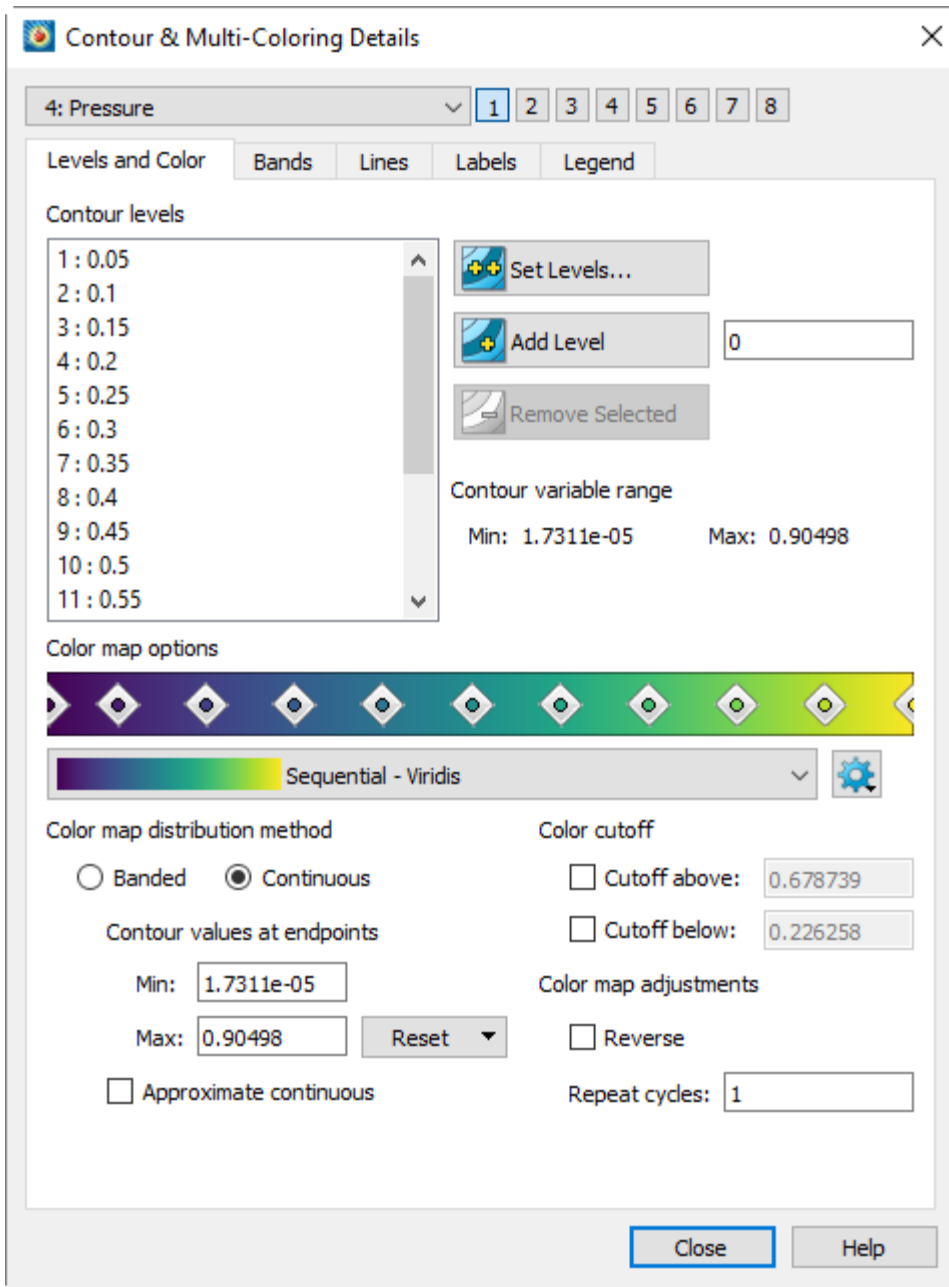 Contour & Multi-Coloring Details
4: Pressure 1 2 3 4 5 6 7 8
Levels and Color Bands Lines Labels Legend
Contour levels
1 : 0.05
2 : 0.1
3 : 0.15
4 : 0.2
5 : 0.25
6 : 0.3
7 : 0.35
8 : 0.4
9 : 0.45
10 : 0.5
11 : 0.55
Set Levels...
Add Level 0
Remove Selected
Contour variable range
Min: 1.7311e-05 Max: 0.90498
Color map options
Sequential - Viridis
Color map distribution method
Banded Continuous
Contour values at endpoints
Min: 1.7311e-05
Max: 0.90498 Reset
Approximate continuous
Color cutoff
Cutoff above: 0.678739
Cutoff below: 0.226258
Color map adjustments
Reverse
Repeat cycles: 1
Close Help